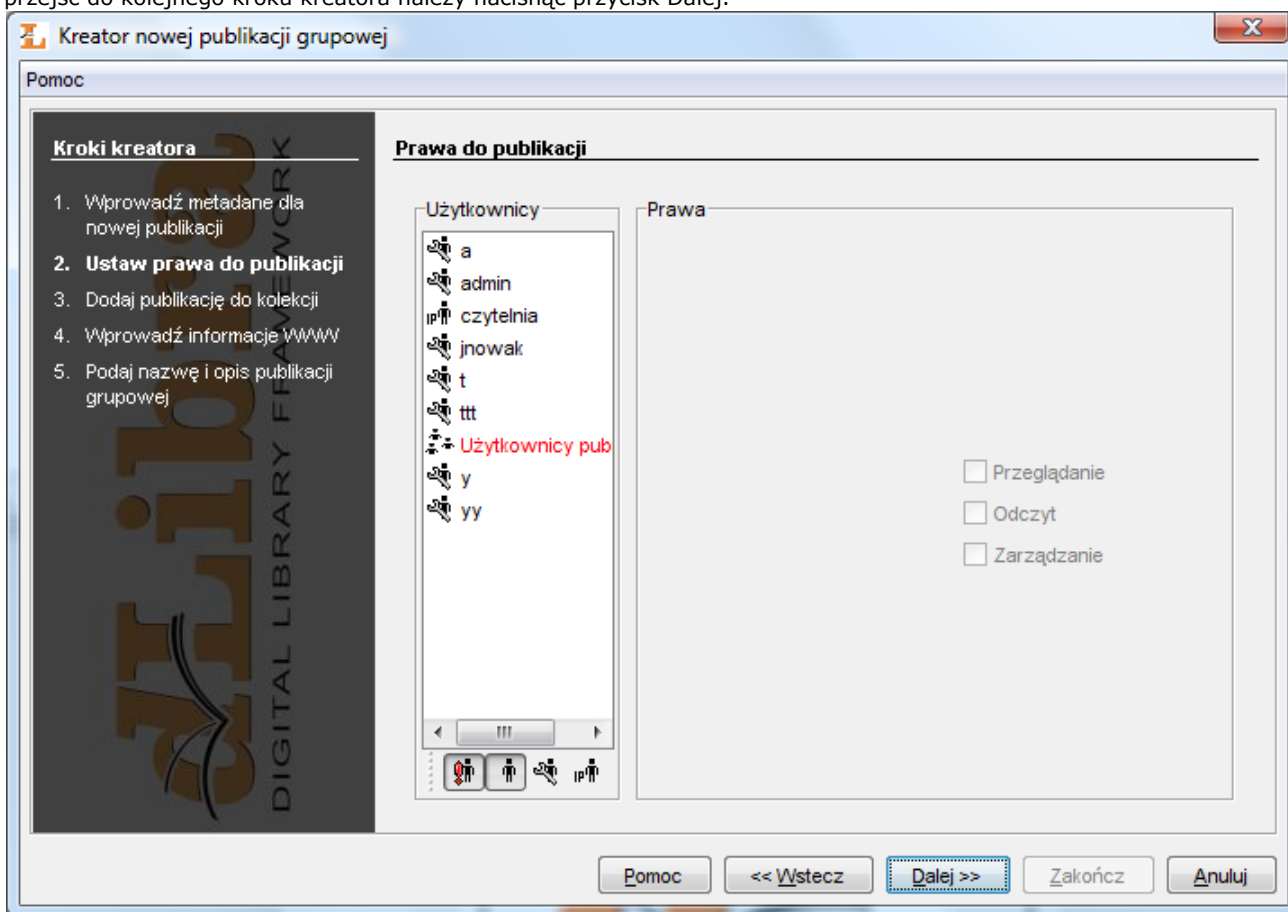 przejść do kolejnego kroku kreatora należy nacisnąć przycisk Dalej.
Kreator nowej publikacji grupowej
Pomoc
Kroki kreatora
1. Wprowadź metadane dla
nowej publikacji
2. Ustaw prawa do publikacji
3. Dodaj publikację do kolekcji
4. Wprowadź informacje WWW
5. Podaj nazwę i opis publikacji
grupowej
dLibra
DIGITAL LIBRARY FRAMEWORK
Prawa do publikacji
Użytkownicy
a
admin
IP czytelnia
jnowak
t
ttt
Użytkownicy pub
y
yy
IP
Prawa
Przeglądanie
Odczyt
Zarządzanie
Pomoc
<< Wstecz
Dalej >>
Zakończ
Anuluj